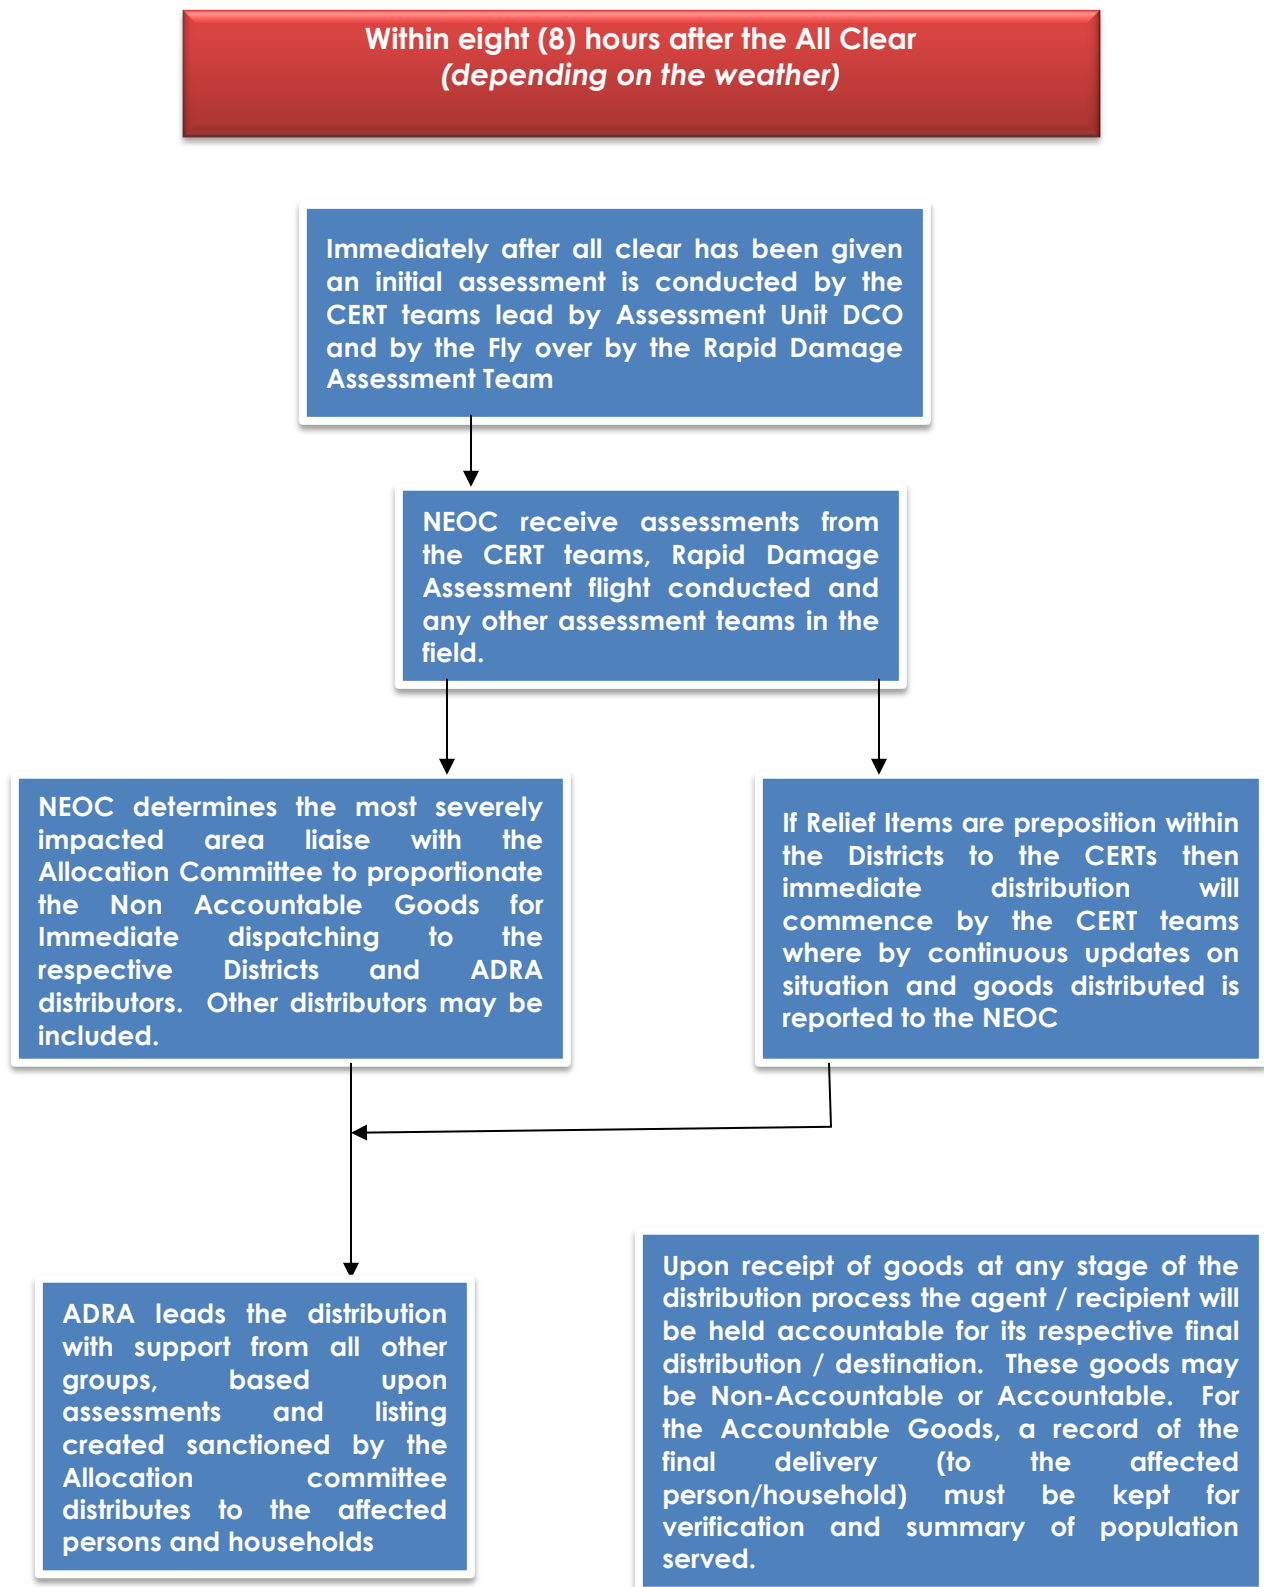 Within eight (8) hours after the All Clear
(depending on the weather)
Immediately after all clear has been given
an initial assessment is conducted by the
CERT teams lead by Assessment Unit DCO
and by the Fly over by the Rapid Damage
Assessment Team
NEOC receive assessments from
the CERT teams, Rapid Damage
Assessment flight conducted and
any other assessment teams in the
field.
NEOC determines the most severely
impacted area liaise with the
Allocation Committee to proportionate
the Non Accountable Goods for
Immediate dispatching to the
respective Districts and ADRA
distributors. Other distributors may be
included.
If Relief Items are preposition within
the Districts to the CERTs then
immediate distribution will
commence by the CERT teams
where by continuous updates on
situation and goods distributed is
reported to the NEOC
ADRA leads the distribution
with support from all other
groups, based upon
assessments and listing
created sanctioned by the
Allocation committee
distributes to the affected
persons and households
Upon receipt of goods at any stage of the
distribution process the agent / recipient will
be held accountable for its respective final
distribution / destination. These goods may
be Non-Accountable or Accountable. For
the Accountable Goods, a record of the
final delivery (to the affected
person/household) must be kept for
verification and summary of population
served.